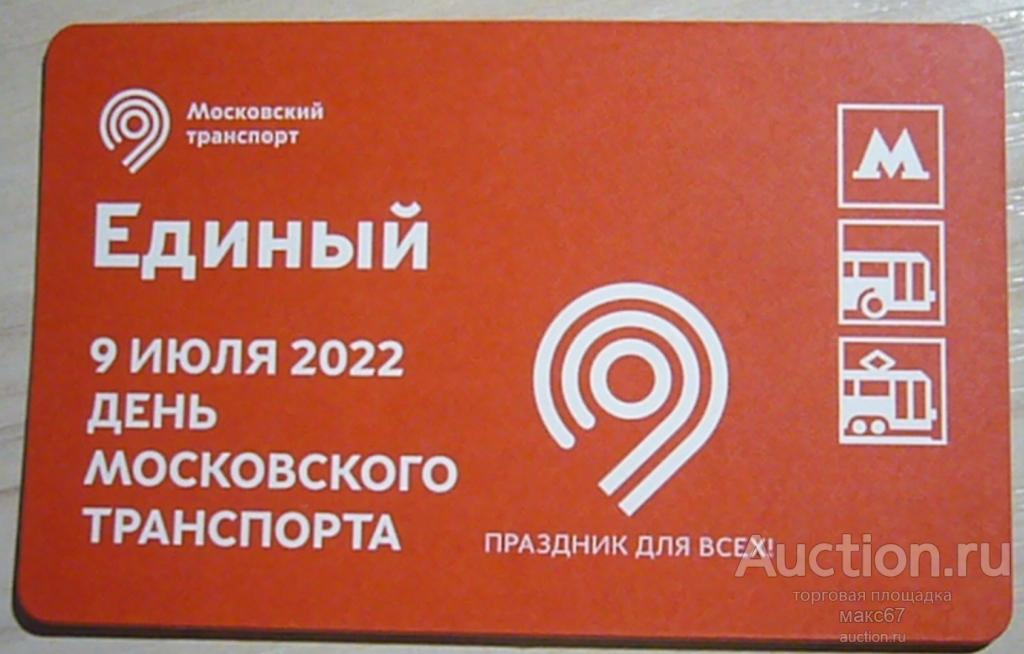 Московский
транспорт
Единый
9 ИЮЛЯ 2022
ДЕНЬ
МОСКОВСКОГО
ТРАНСПОРТА
ПРАЗДНИК ДЛЯ ВСЕХ!
М
Auction.ru
торговая площадка
макс67
auction.ru